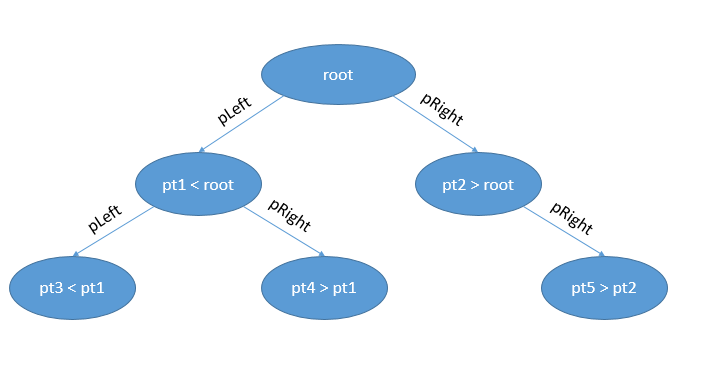 root
pLeft
pRight
pt1 < root
pt2 > root
pLeft
pRight
pRight
pt3 < pt1
pt4 > pt1
pt5 > pt2